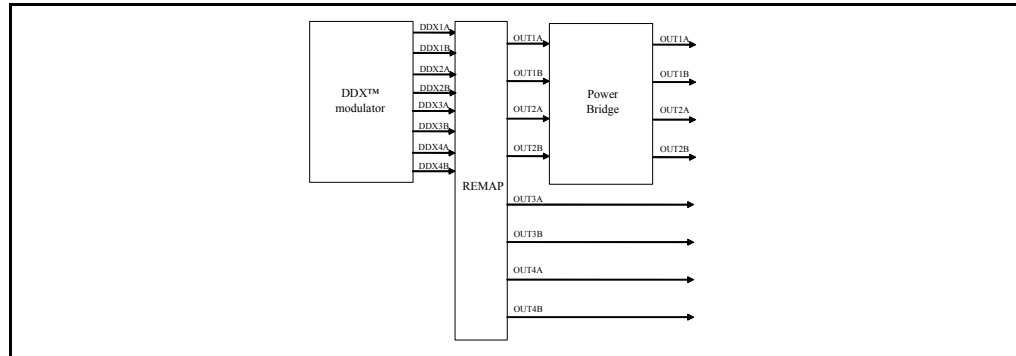 DDX™
modulator
DDX1A
DDX1B
DDX2A
DDX2B
DDX3A
DDX3B
DDX4A
DDX4B
REMAP
OUT1A
OUT1B
OUT2A
OUT2B
OUT3A
OUT3B
OUT4A
OUT4B
Power
Bridge
OUT1A
OUT1B
OUT2A
OUT2B